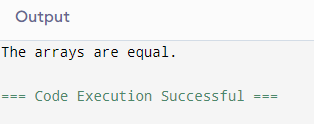 Output
The arrays are equal.
=== Code Execution Successful ===